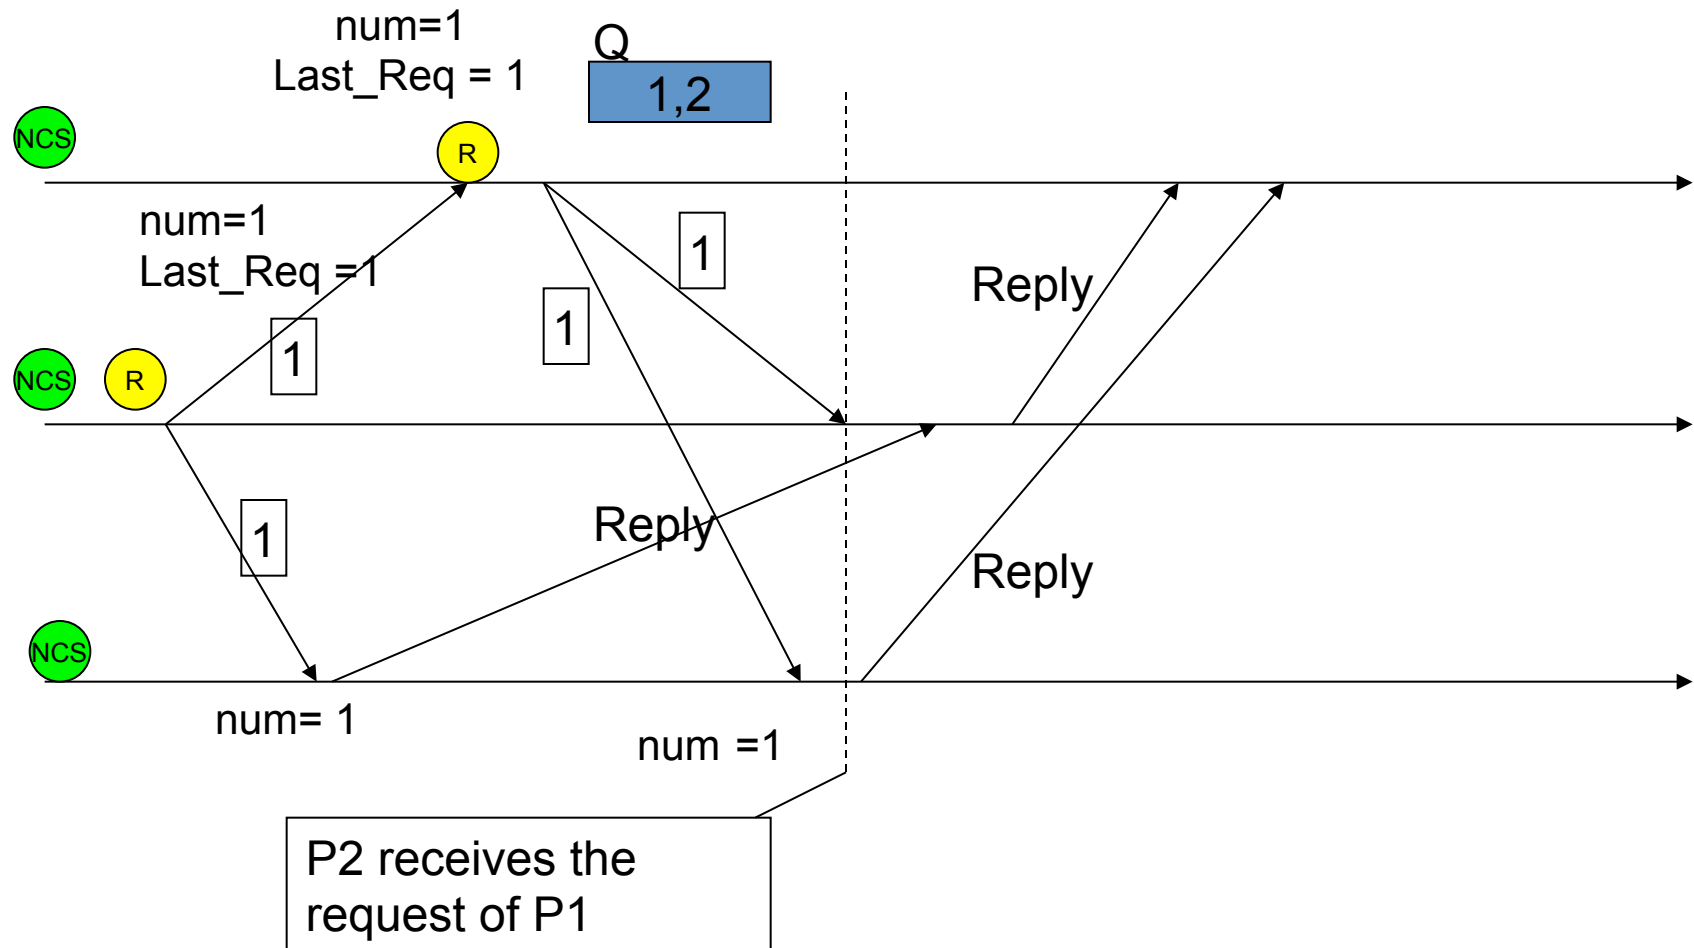 num=1
Last_Req = 1
Q
1,2
NCS
R
num=1
Last_Req =1
1
1
1
Reply
NCS
R
1
Reply
Reply
NCS
num= 1
num =1
P2 receives the
request of P1